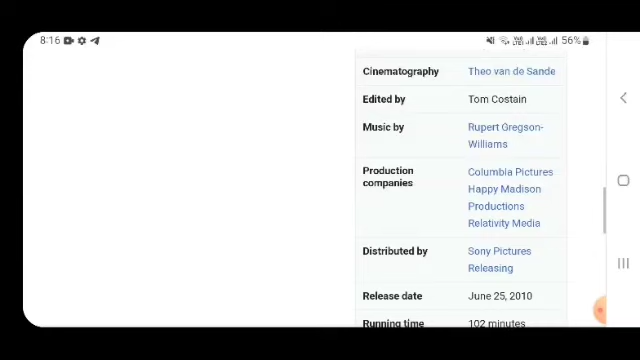 8:16
56%
Cinematography Theo van de Sande
Edited by Tom Costain
Music by Rupert Gregson-
Williams
Production Columbia Pictures
companies Happy Madison
Productions
Relativity Media
Distributed by Sony Pictures
Releasing
Release date June 25, 2010
Running time 102 minutes